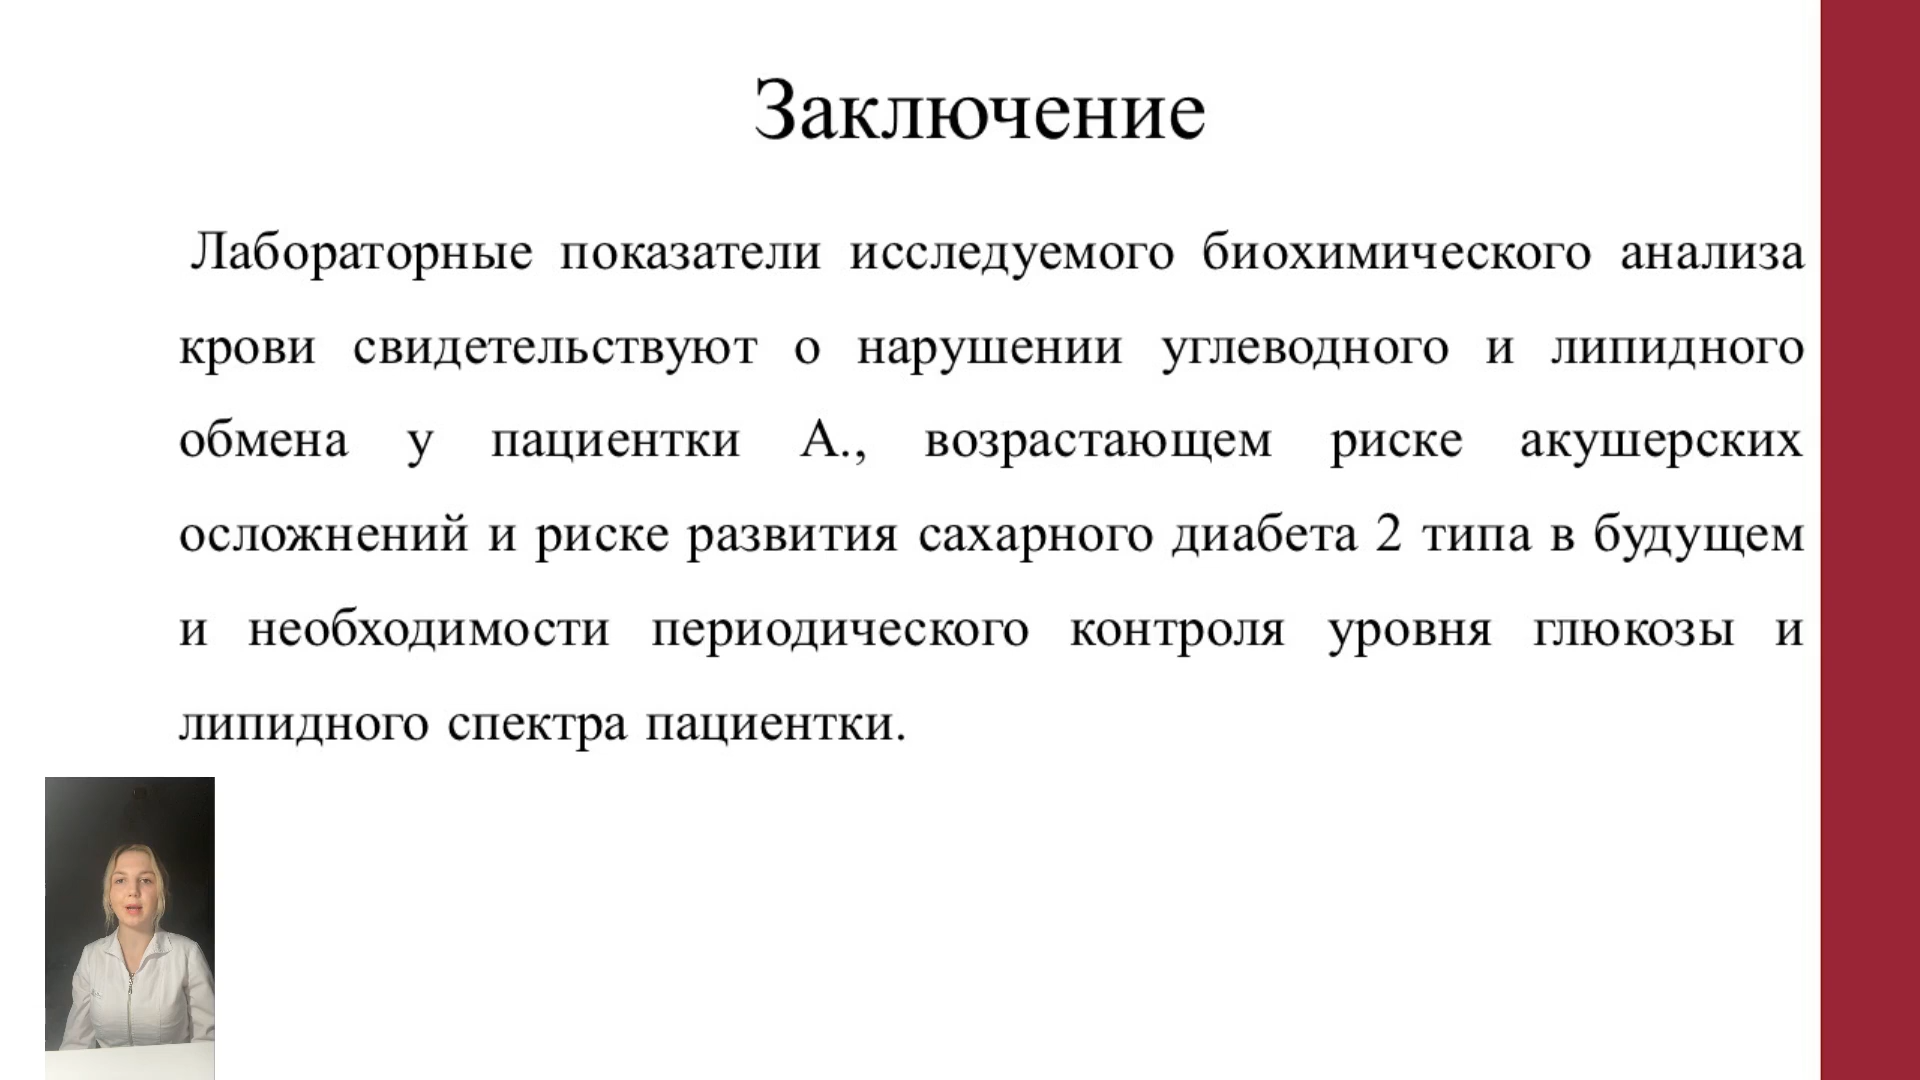 Заключение
Лабораторные показатели исследуемого биохимического анализа
крови свидетельствуют о нарушении углеводного и липидного
обмена у пациентки А., возрастающем риске акушерских
осложнений и риске развития сахарного диабета 2 типа в будущем
и необходимости периодического контроля уровня глюкозы и
липидного спектра пациентки.